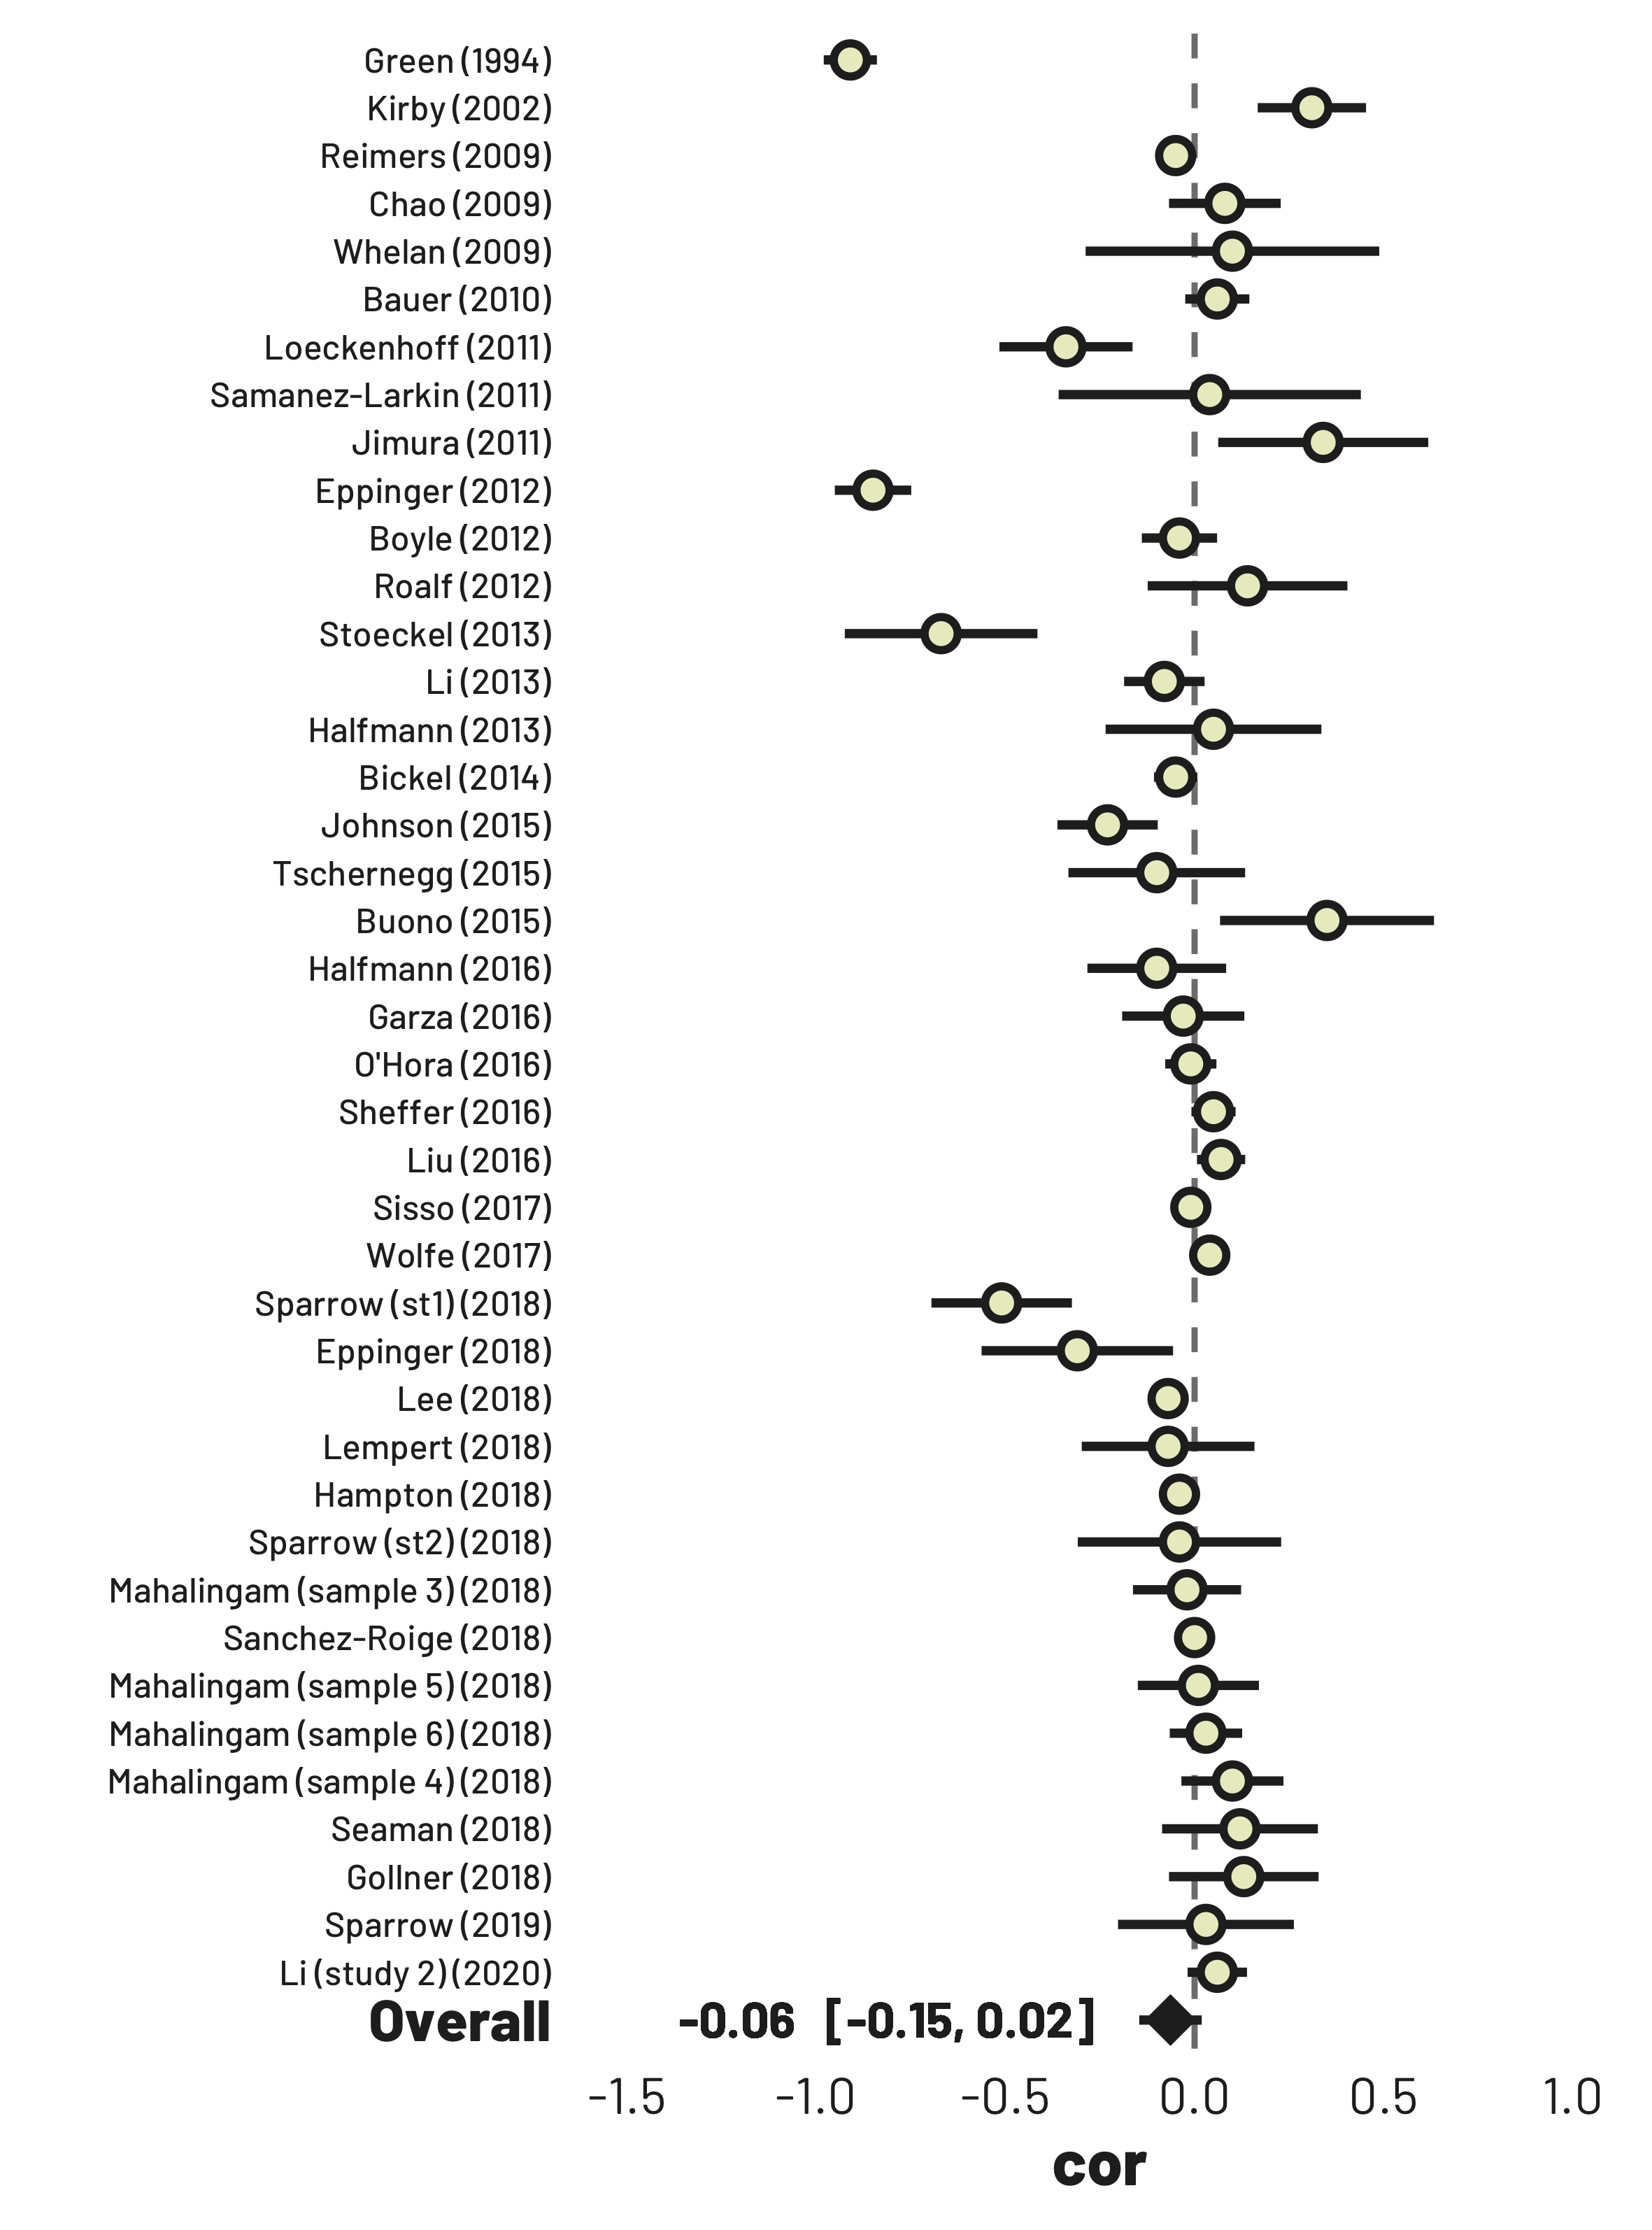 Green (1994)
Kirby (2002)
Reimers (2009)
Chao (2009)
Whelan (2009)
Bauer (2010)
Loeckenhoff (2011)
Samanez-Larkin (2011)
Jimura (2011)
Eppinger (2012)
Boyle (2012)
Roalf (2012)
Stoeckel (2013)
Li (2013)
Halfmann (2013)
Bickel (2014)
Johnson (2015)
Tschernegg (2015)
Buono (2015)
Halfmann (2016)
Garza (2016)
O'Hora (2016)
Sheffer (2016)
Liu (2016)
Sisso (2017)
Wolfe (2017)
Sparrow (st1) (2018)
Eppinger (2018)
Lee (2018)
Lempert (2018)
Hampton (2018)
Sparrow (st2) (2018)
Mahalingam (sample 3) (2018)
Sanchez-Roige (2018)
Mahalingam (sample 5) (2018)
Mahalingam (sample 6) (2018)
Mahalingam (sample 4) (2018)
Seaman (2018)
Gollner (2018)
Sparrow (2019)
Li (study 2) (2020)
Overall -0.06 [-0.15, 0.02]
-1.5 -1.0 -0.5 0.0 0.5 1.0
cor